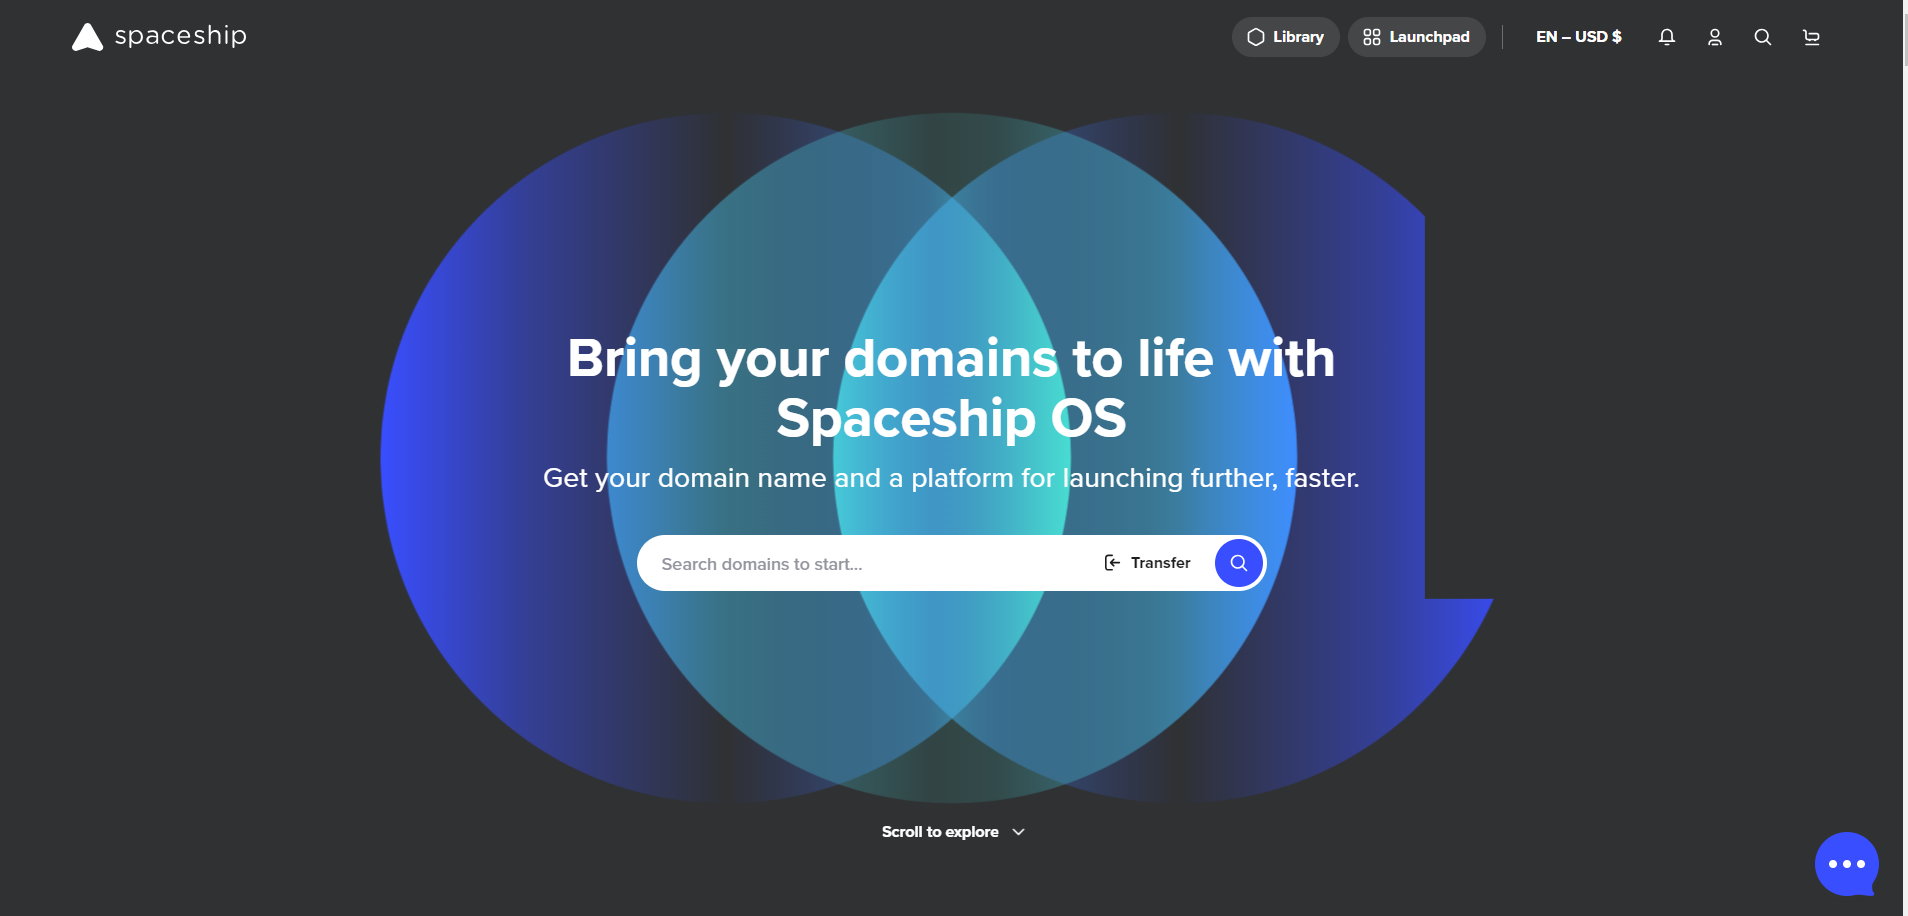 spaceship
Library
Launchpad
EN – USD $
Bring your domains to life with
Spaceship OS
Get your domain name and a platform for launching further, faster.
Search domains to start...
Transfer
Scroll to explore